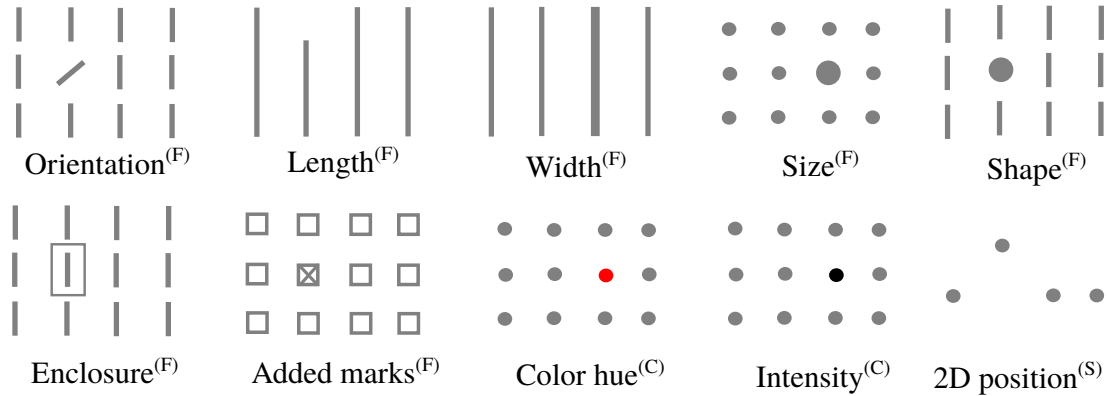 Orientation(F) Length(F) Width(F) Size(F) Shape(F)
Enclosure(F) Added marks(F) Color hue(C) Intensity(C) 2D position(S)